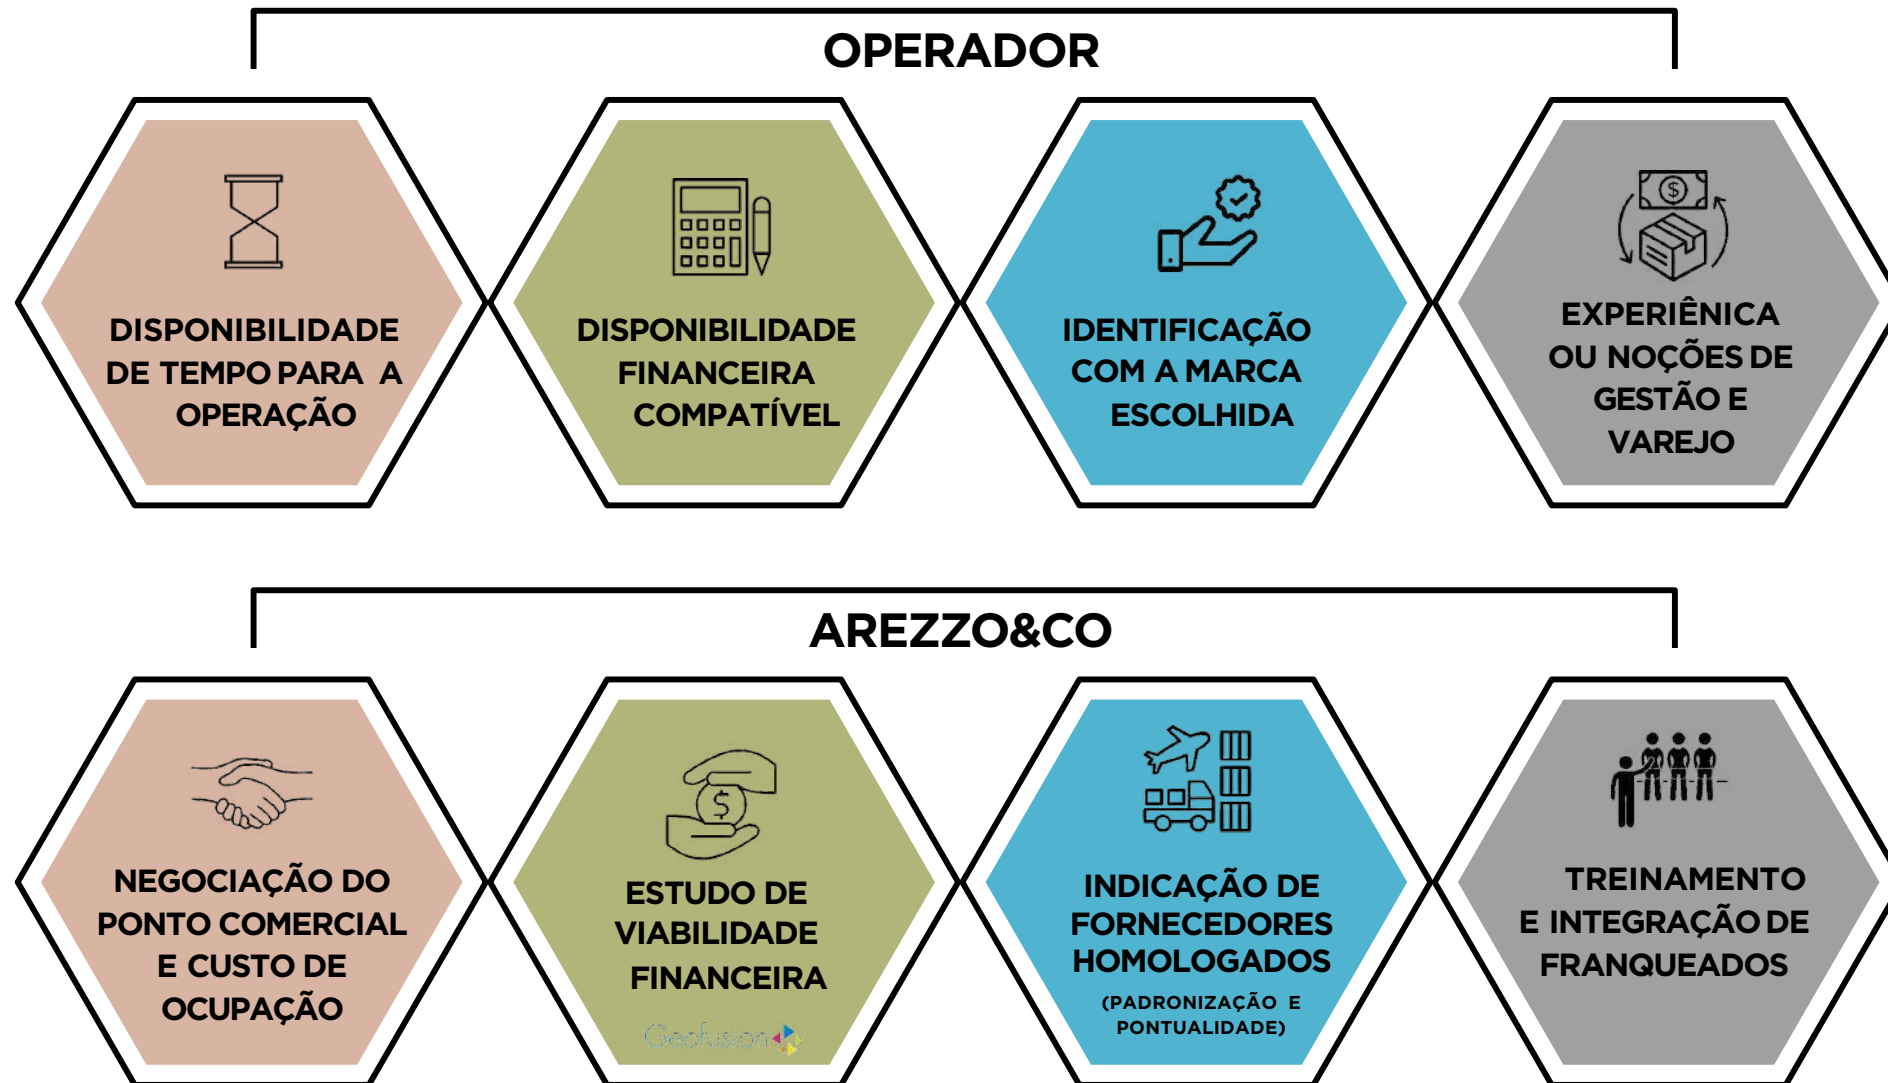 OPERADOR
DISPONIBILIDADE
DE TEMPO PARA A
OPERAÇÃO
DISPONIBILIDADE
FINANCEIRA
COMPATÍVEL
IDENTIFICAÇÃO
COM A MARCA
ESCOLHIDA
EXPERIÊNICA
OU NOÇÕES DE
GESTÃO E
VAREJO
AREZZO&CO
NEGOCIAÇÃO DO
PONTO COMERCIAL
E CUSTO DE
OCUPAÇÃO
ESTUDO DE
VIABILIDADE
FINANCEIRA
Geofusion
INDICAÇÃO DE
FORNECEDORES
HOMOLOGADOS
(PADRONIZAÇÃO E
PONTUALIDADE)
TREINAMENTO
E INTEGRAÇÃO DE
FRANQUEADOS